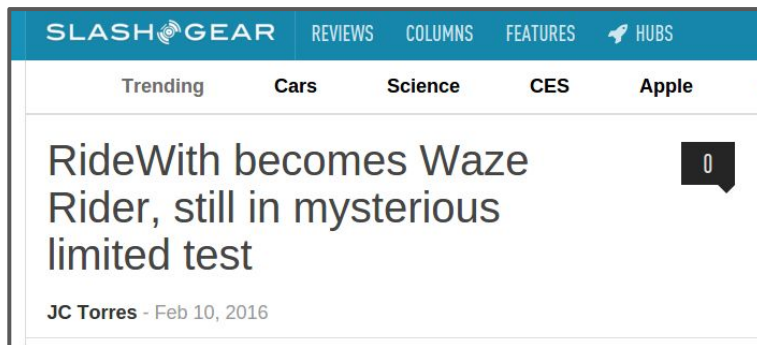 SLASHGEAR REVIEWS COLUMNS FEATURES HUBS
Trending Cars Science CES Apple
RideWith becomes Waze
Rider, still in mysterious
limited test
0
JC Torres - Feb 10, 2016